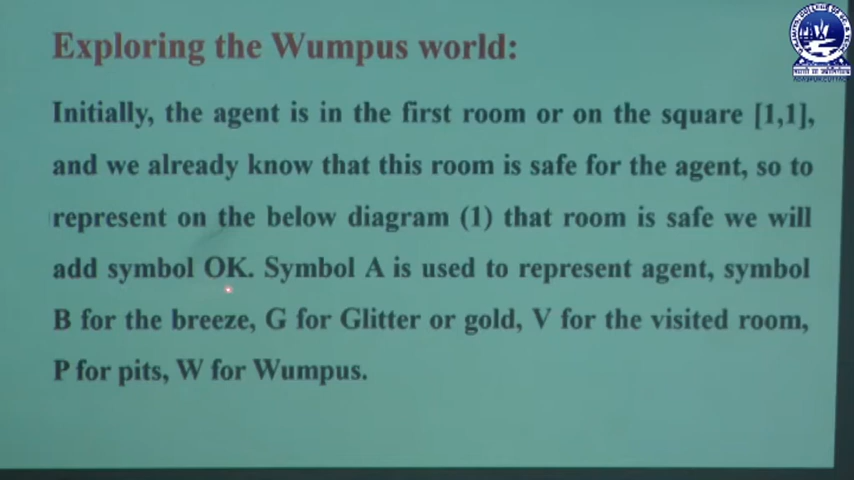 Exploring the Wumpus world:
Initially, the agent is in the first room or on the square [1,1],
and we already know that this room is safe for the agent, so to
represent on the below diagram (1) that room is safe we will
add symbol OK. Symbol A is used to represent agent, symbol
B for the breeze, G for Glitter or gold, V for the visited room,
P for pits, W for Wumpus.